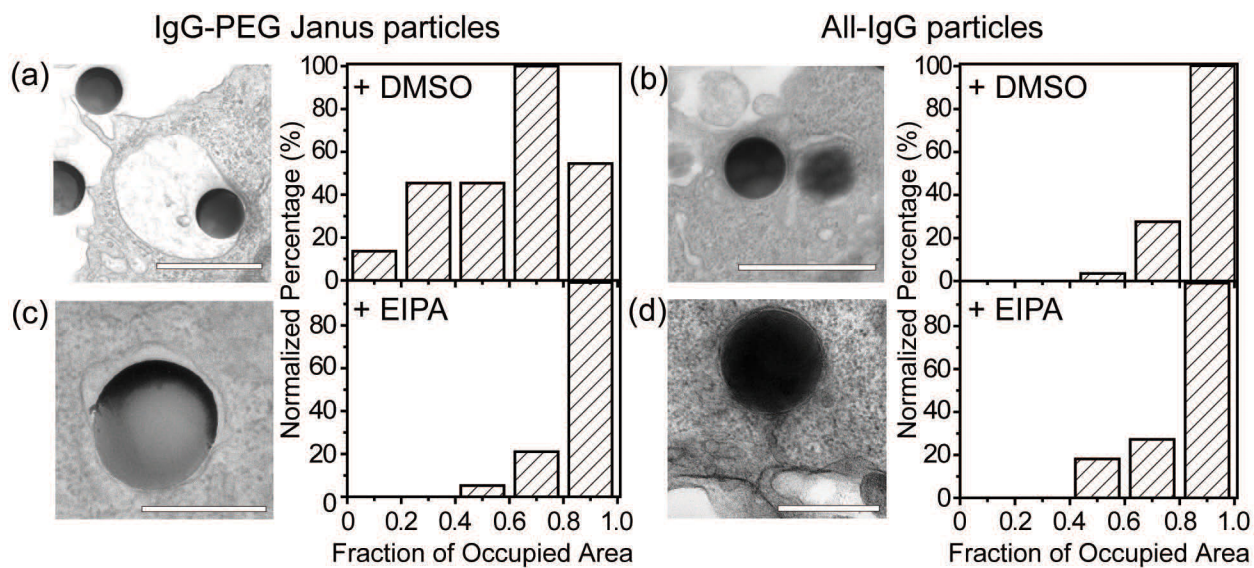 IgG-PEG Janus particles
All-IgG particles
(a)
100
80
60
40
20
0
+ DMSO
(b)
100
80
60
40
20
0
+ DMSO
Normalized Percentage (%)
Normalized Percentage (%)
(c)
80
60
40
20
0
+ EIPA
(d)
80
60
40
20
0
+ EIPA
0 0.2 0.4 0.6 0.8 1.0
0 0.2 0.4 0.6 0.8 1.0
Fraction of Occupied Area
Fraction of Occupied Area